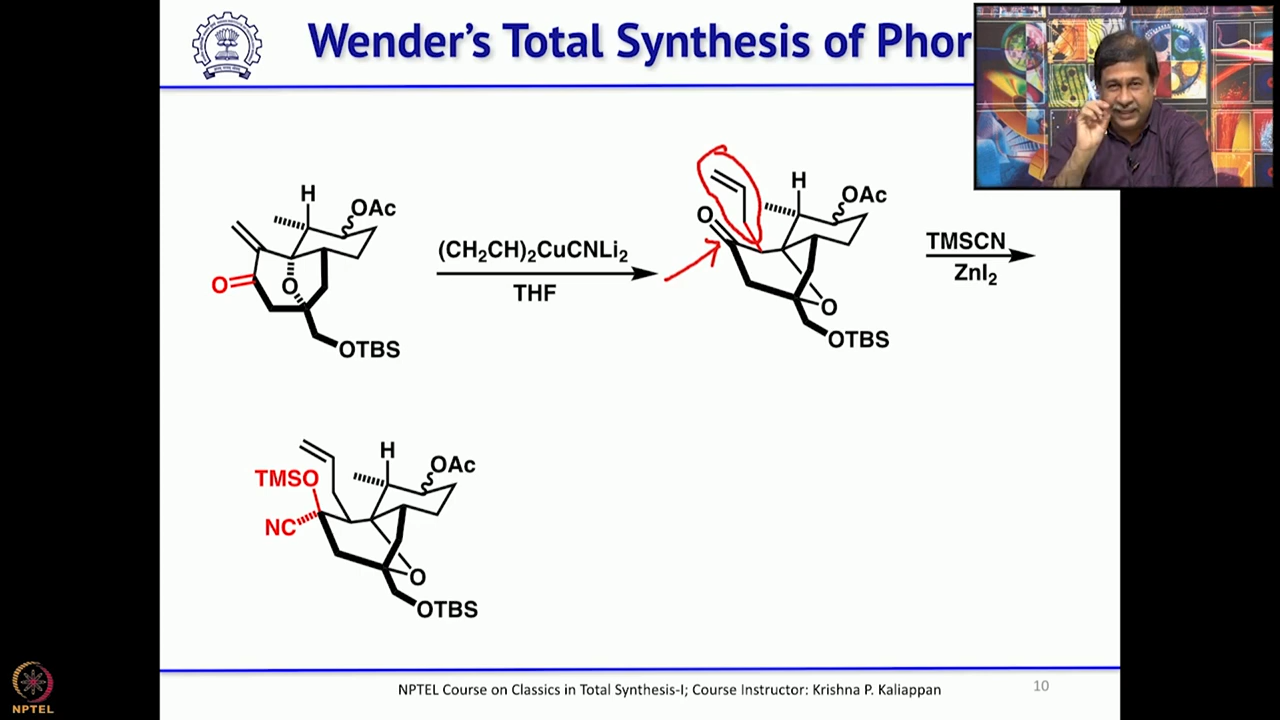 Wender's Total Synthesis of Phor
H
OAc
O
O
OTBS
(CH2CH)2CuCNLi2
THF
H
OAc
O
O
OTBS
TMSCN
ZnI2
H
OAc
TMSO
NC
O
OTBS
NPTEL
NPTEL Course on Classics in Total Synthesis-I; Course Instructor: Krishna P. Kaliappan
10